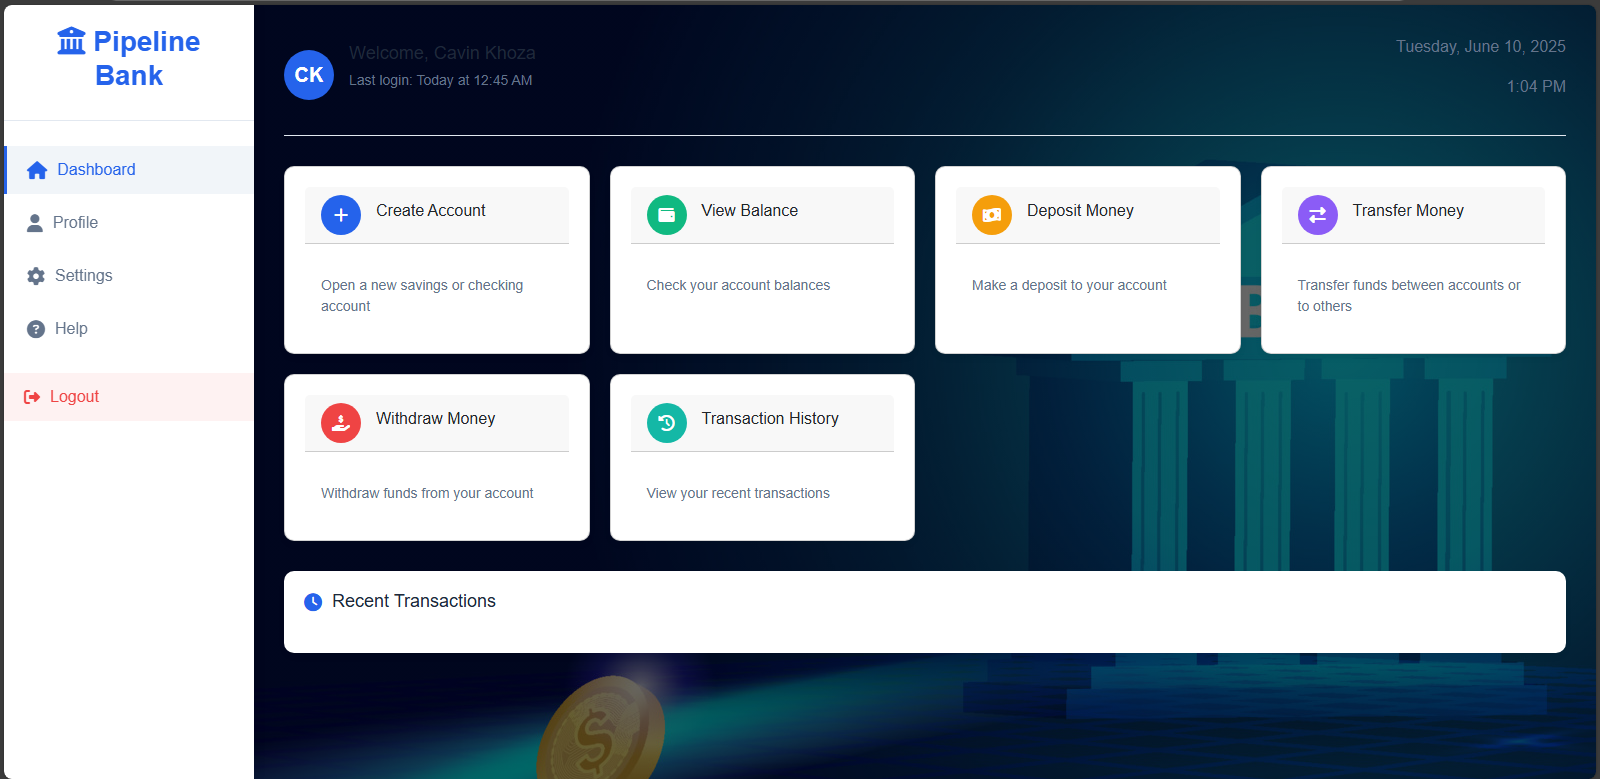 Pipeline
Bank
Dashboard
Profile
Settings
Help
Logout
CK
Welcome, Cavin Khoza
Last login: Today at 12:45 AM
Tuesday, June 10, 2025
1:04 PM
Create Account
Open a new savings or checking
account
View Balance
Check your account balances
Deposit Money
Make a deposit to your account
Transfer Money
Transfer funds between accounts or
to others
B
Withdraw Money
Withdraw funds from your account
Transaction History
View your recent transactions
Recent Transactions
$